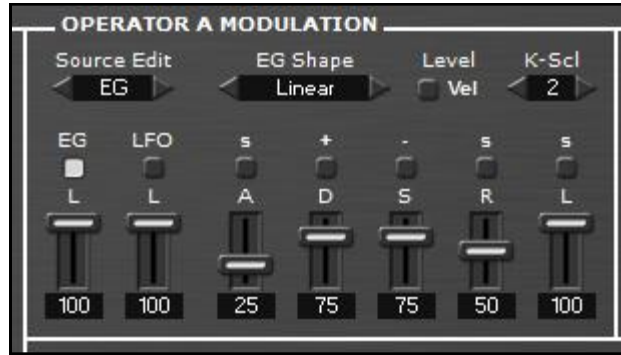 OPERATOR A MODULATION
Source Edit EG Shape Level K-Scl
EG Linear Vel 2
EG LFO s + - s s
L L A D S R L
100 100 25 75 75 50 100